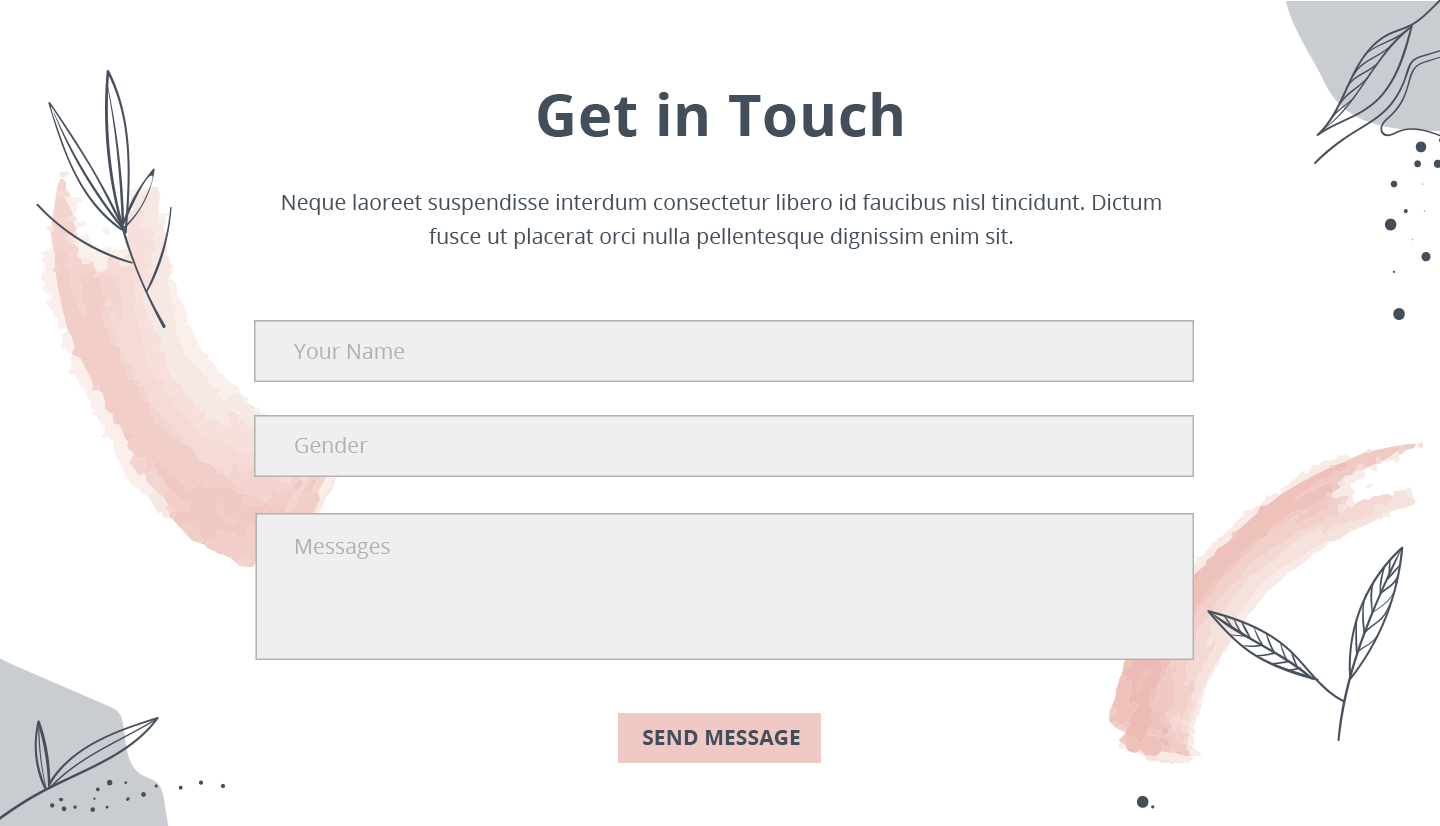 Get in Touch
Neque laoreet suspendisse interdum consectetur libero id faucibus nisl tincidunt. Dictum
fusce ut placerat orci nulla pellentesque dignissim enim sit.
Your Name
Gender
Messages
SEND MESSAGE